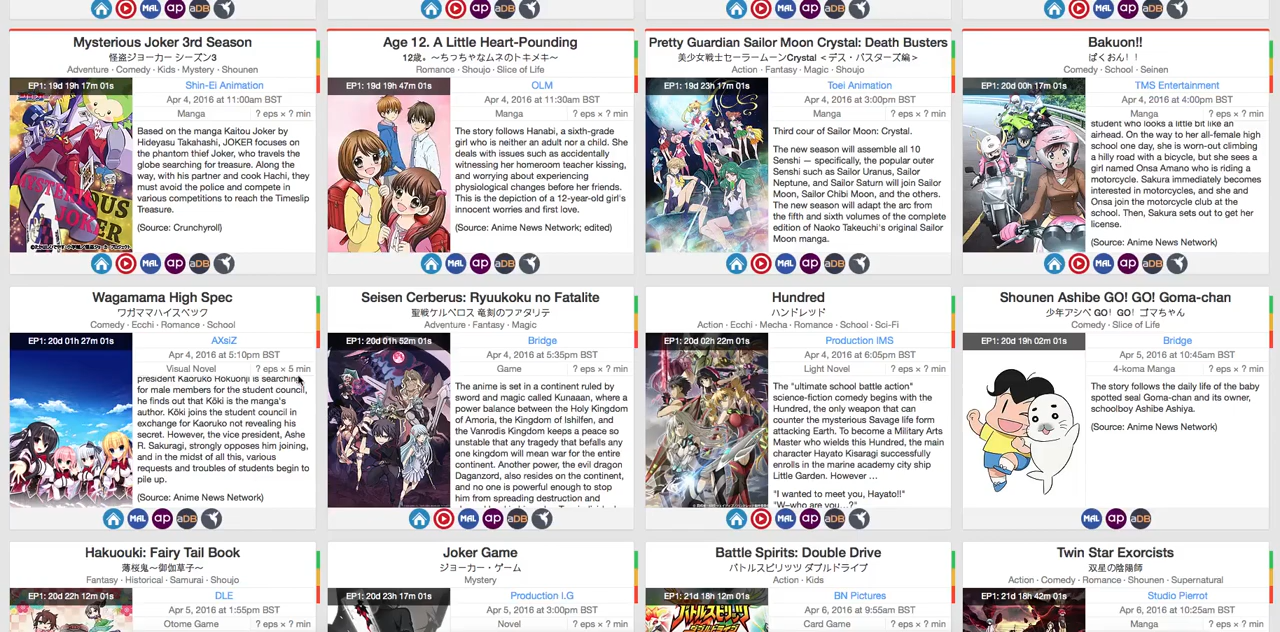 Mysterious Joker 3rd Season
怪盗ジョーカー シーズン3
Adventure · Comedy · Kids · Mystery · Shounen
EP1: 19d 19h 17m 01s
Shin-Ei Animation
Apr 4, 2016 at 11:00am BST
Manga
? eps × ? min
Based on the manga Kaitou Joker by
Hideyasu Takahashi, JOKER focuses on
the phantom thief Joker, who travels the
globe searching for treasure. Along the
way, with his partner and cook Hachi, they
must avoid the police and compete in
various competitions to reach the Timeslip
Treasure.
(Source: Crunchyroll)
MYSTERIOUS
JOKER
MAL
ap
aDB
Age 12. A Little Heart-Pounding
12歳。〜ちっちゃなムネのトキメキ〜
Romance · Shoujo · Slice of Life
EP1: 19d 19h 47m 01s
OLM
Apr 4, 2016 at 11:30am BST
Manga
? eps × ? min
The story follows Hanabi, a sixth-grade
girl who is neither an adult nor a child. She
deals with issues such as accidentally
witnessing her homeroom teacher kissing,
and worrying about experiencing
physiological changes before her friends.
This is the depiction of a 12-year-old girl's
innocent worries and first love.
(Source: Anime News Network; edited)
MAL
ap
aDB
Pretty Guardian Sailor Moon Crystal: Death Busters
美少女戦士セーラームーンCrystal ＜デス・バスターズ編＞
Action · Fantasy · Magic · Shoujo
EP1: 19d 23h 17m 01s
Toei Animation
Apr 4, 2016 at 3:00pm BST
Manga
? eps × ? min
Third cour of Sailor Moon: Crystal.
The new season will assemble all 10
Senshi — specifically, the popular outer
Senshi such as Sailor Uranus, Sailor
Neptune, and Sailor Saturn will join Sailor
Moon, Sailor Chibi Moon, and the others.
The new season will adapt the arc from
the fifth and sixth volumes of the complete
edition of Naoko Takeuchi's original Sailor
Moon manga.
MAL
ap
aDB
Bakuon!!
ばくおん！！
Comedy · School · Seinen
EP1: 20d 00h 17m 01s
TMS Entertainment
Apr 4, 2016 at 4:00pm BST
Manga
? eps × ? min
student who looks a little bit like an
airhead. On the way to her all-female high
school one day, she is worn-out climbing
a hilly road with a bicycle, but she sees a
girl named Onsa Amano who is riding a
motorcycle. Sakura immediately becomes
interested in motorcycles, and she and
Onsa join the motorcycle club at the
school. Then, Sakura sets out to get her
license.
(Source: Anime News Network)
MAL
ap
aDB
Wagamama High Spec
ワガママハイスペック
Comedy · Ecchi · Romance · School
EP1: 20d 01h 27m 01s
AXsiZ
Apr 4, 2016 at 5:10pm BST
Visual Novel
? eps × 5 min
president Kaoruko Rokuonji is searching
for male members for the student council,
he finds out that Kōki is the manga's
author. Kōki joins the student council in
exchange for Kaoruko not revealing his
secret. However, the vice president, Ashe
R. Sakuragi, strongly opposes him joining,
and in the midst of all this, various
requests and troubles of students begin to
pile up.
(Source: Anime News Network)
MAL
ap
aDB
Seisen Cerberus: Ryuukoku no Fatalite
聖戦ケルベロス 竜刻のファタリテ
Adventure · Fantasy · Magic
EP1: 20d 01h 52m 01s
Bridge
Apr 4, 2016 at 5:35pm BST
Game
? eps × ? min
The anime is set in a continent ruled by
sword and magic called Kunaaan, where a
power balance between the Holy Kingdom
of Amoria, the Kingdom of Ishilfen, and
the Vanrodis Kingdom keeps a peace so
unstable that any tragedy that befalls any
one kingdom will mean war for the entire
continent. Another power, the evil dragon
Daganzord, also resides on the continent,
and no one is powerful enough to stop
him from spreading destruction and
MAL
ap
aDB
Hundred
ハンドレッド
Action · Ecchi · Mecha · Romance · School · Sci-Fi
EP1: 20d 02h 22m 01s
Production IMS
Apr 4, 2016 at 6:05pm BST
Light Novel
? eps × ? min
The "ultimate school battle action"
science-fiction comedy begins with the
Hundred, the only weapon that can
counter the mysterious Savage life form
attacking Earth. To become a Military Arts
Master who wields this Hundred, the main
character Hayato Kisaragi successfully
enrolls in the marine academy city ship
Little Garden. However ...
"I wanted to meet you, Hayato!!"
"W–who are you...?"
MAL
ap
aDB
Shounen Ashibe GO! GO! Goma-chan
少年アシベ GO！GO！ゴマちゃん
Comedy · Slice of Life
EP1: 20d 19h 02m 01s
Bridge
Apr 5, 2016 at 10:45am BST
4-koma Manga
? eps × ? min
The story follows the daily life of the baby
spotted seal Goma-chan and its owner,
schoolboy Ashibe Ashiya.
(Source: Anime News Network)
MAL
ap
aDB
Hakuouki: Fairy Tail Book
薄桜鬼〜御伽草子〜
Fantasy · Historical · Samurai · Shoujo
EP1: 20d 22h 12m 01s
DLE
Apr 5, 2016 at 1:55pm BST
Otome Game
? eps × ? min
Joker Game
ジョーカー・ゲーム
Mystery
EP1: 20d 23h 17m 01s
Production I.G
Apr 5, 2016 at 3:00pm BST
Novel
? eps × ? min
Battle Spirits: Double Drive
バトルスピリッツ ダブルドライブ
Action · Kids
EP1: 21d 18h 12m 01s
BN Pictures
Apr 6, 2016 at 9:55am BST
Card Game
? eps × ? min
Twin Star Exorcists
双星の陰陽師
Action · Comedy · Romance · Shounen · Supernatural
EP1: 21d 18h 42m 01s
Studio Pierrot
Apr 6, 2016 at 10:25am BST
Manga
? eps × ? min